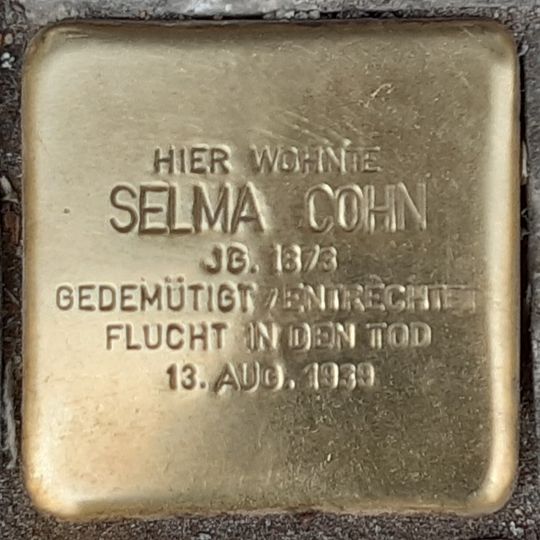 HIER WOHNTE
SELMA COHN
JG. 1873
GEDEMÜTIGT / ENTRECHTET
FLUCHT IN DEN TOD
13. AUG. 1939